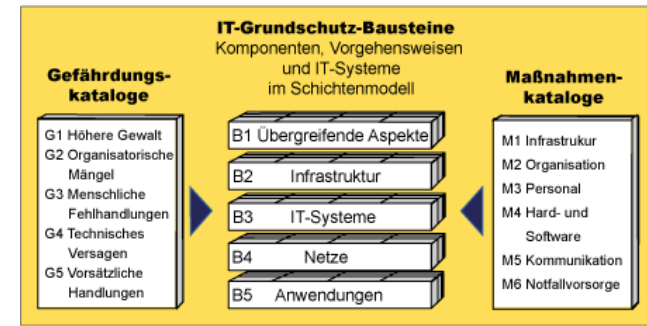 IT-Grundschutz-Bausteine
Komponenten, Vorgehensweisen
und IT-Systeme
im Schichtenmodell
Gefährdungs-
kataloge
G1 Höhere Gewalt
G2 Organisatorische
Mängel
G3 Menschliche
Fehlhandlungen
G4 Technisches
Versagen
G5 Vorsätzliche
Handlungen
B1 Übergreifende Aspekte
B2 Infrastruktur
B3 IT-Systeme
B4 Netze
B5 Anwendungen
Maßnahmen-
kataloge
M1 Infrastrukur
M2 Organisation
M3 Personal
M4 Hard- und
Software
M5 Kommunikation
M6 Notfallvorsorge